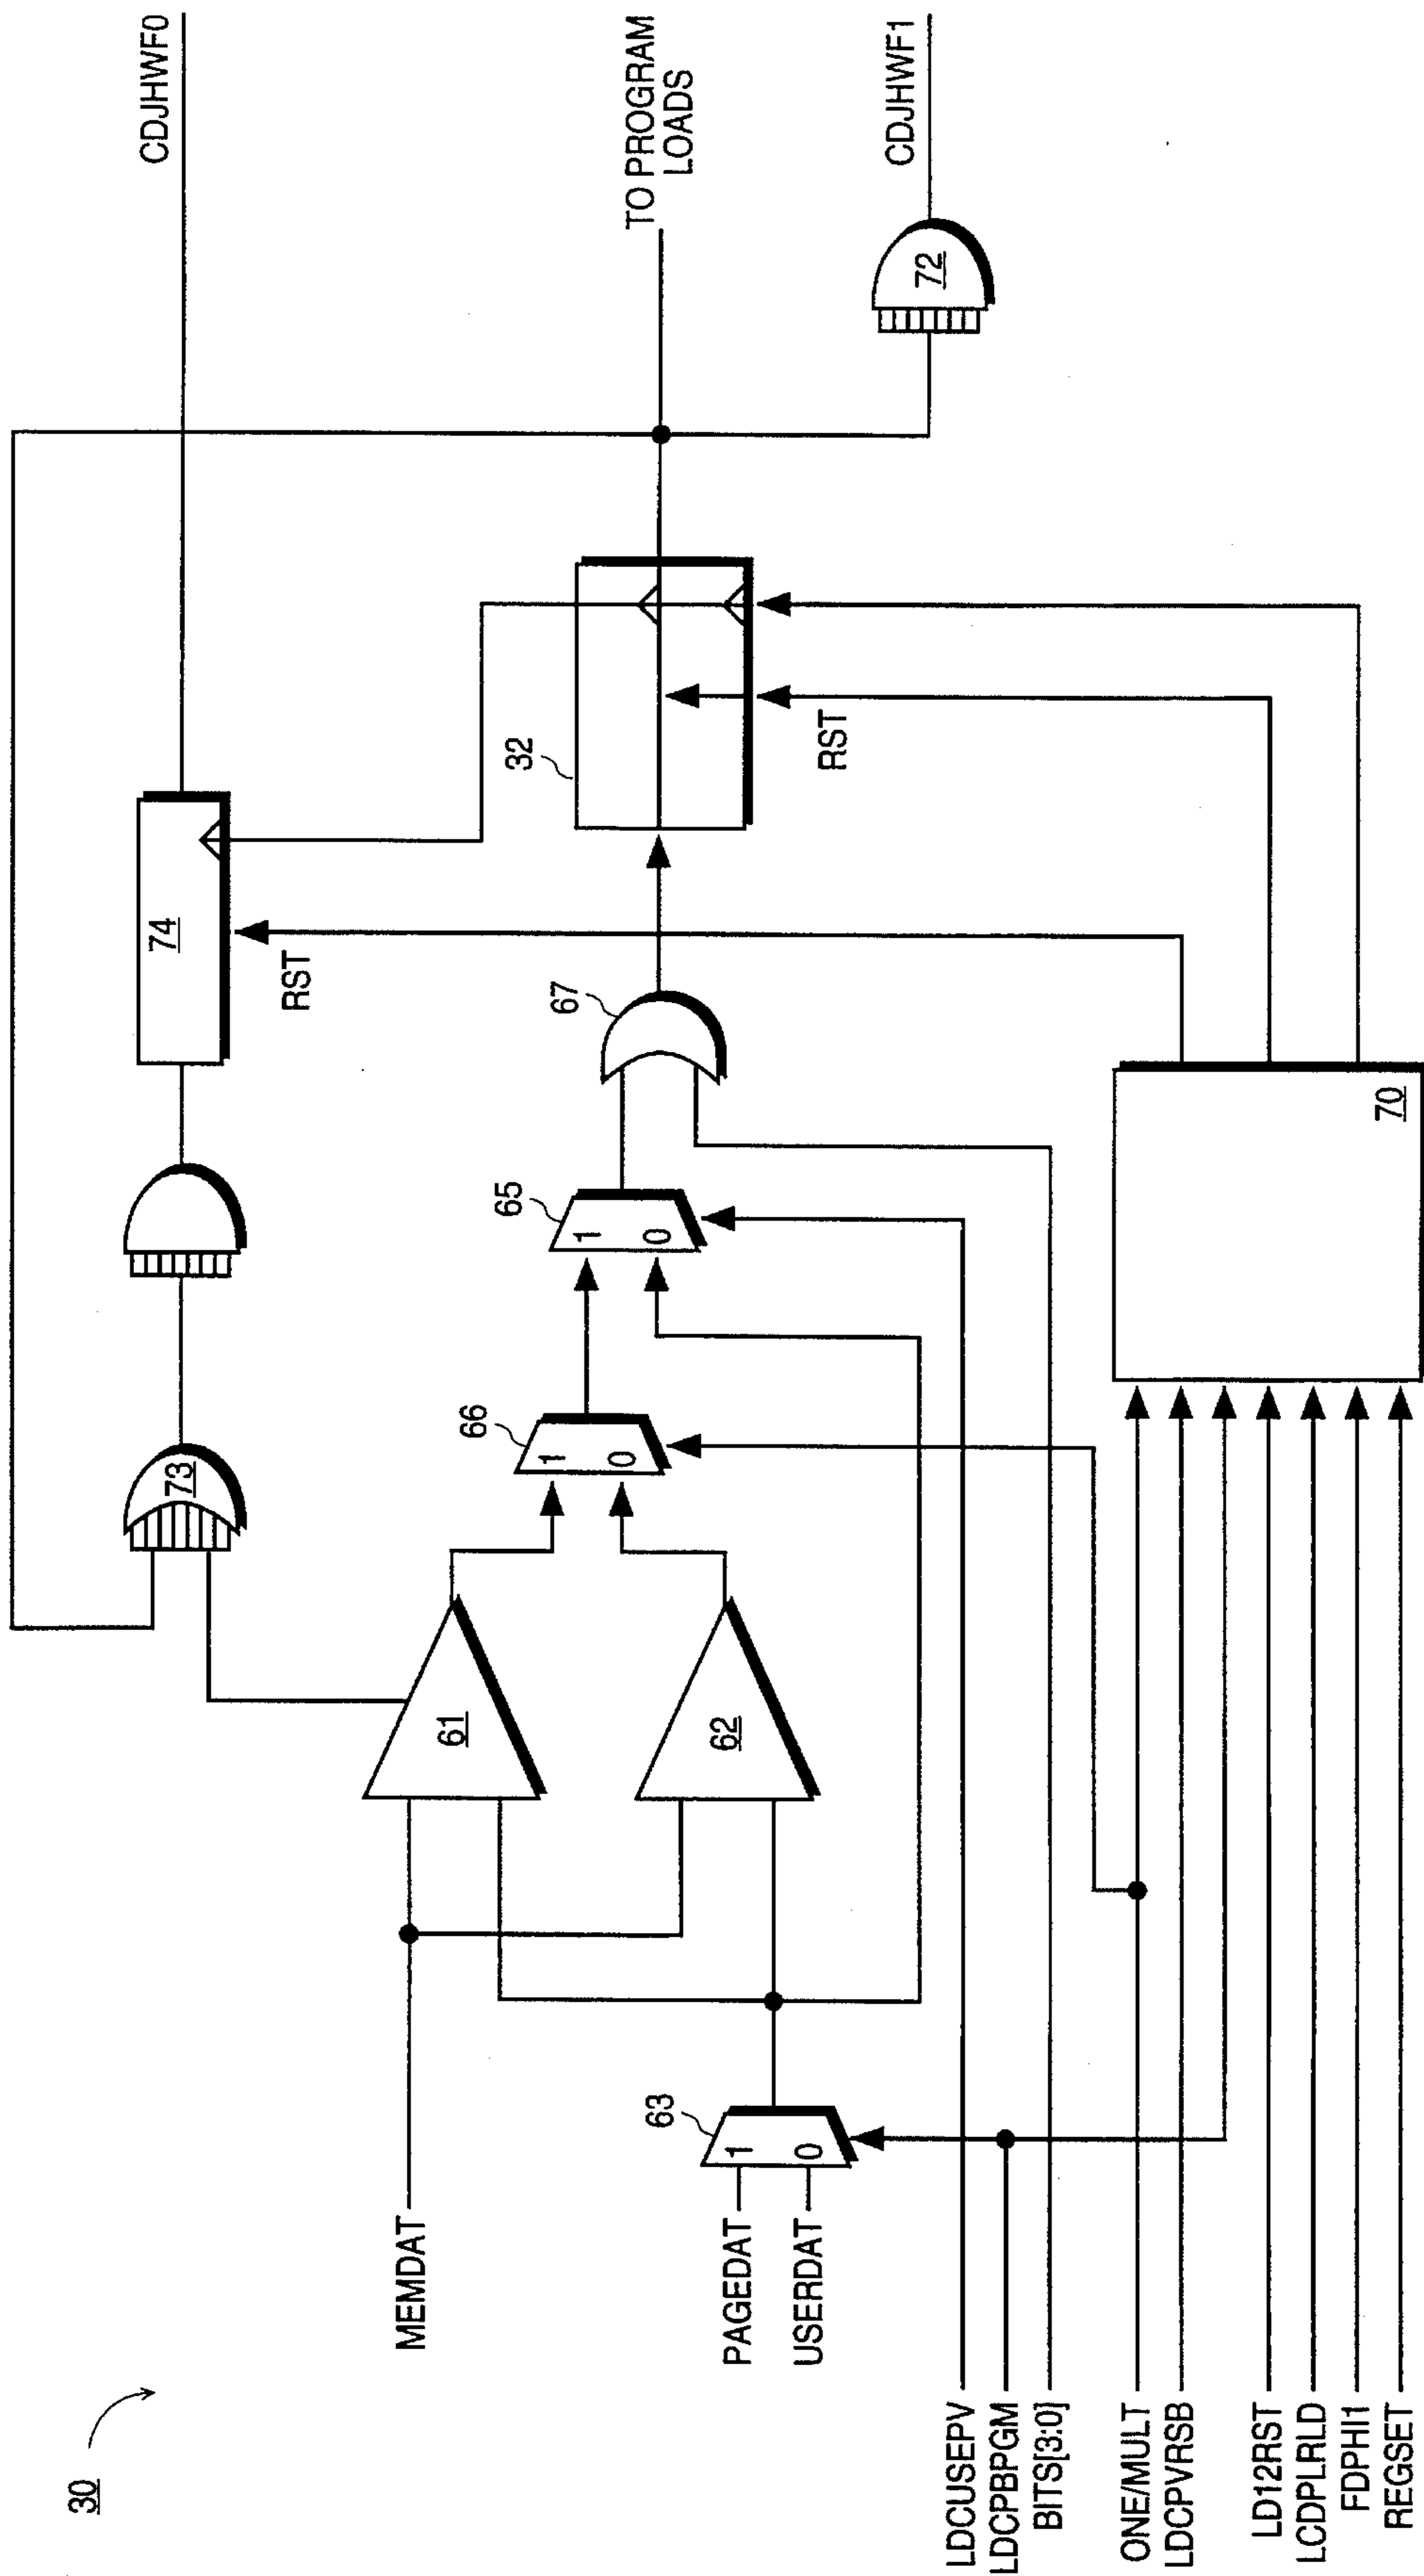 30
MEMDAT
PAGEDAT
USERDAT
LDCUSEPV
LDCPBPGM
BITS[3:0]
ONE/MULT
LDCPVRSB
LD12RST
LCDPLRLD
FDPHI1
REGSET
63
1
0
61
62
73
66
1
0
65
1
0
67
70
74
RST
32
RST
72
CDJHWF0
TO PROGRAM
LOADS
CDJHWF1